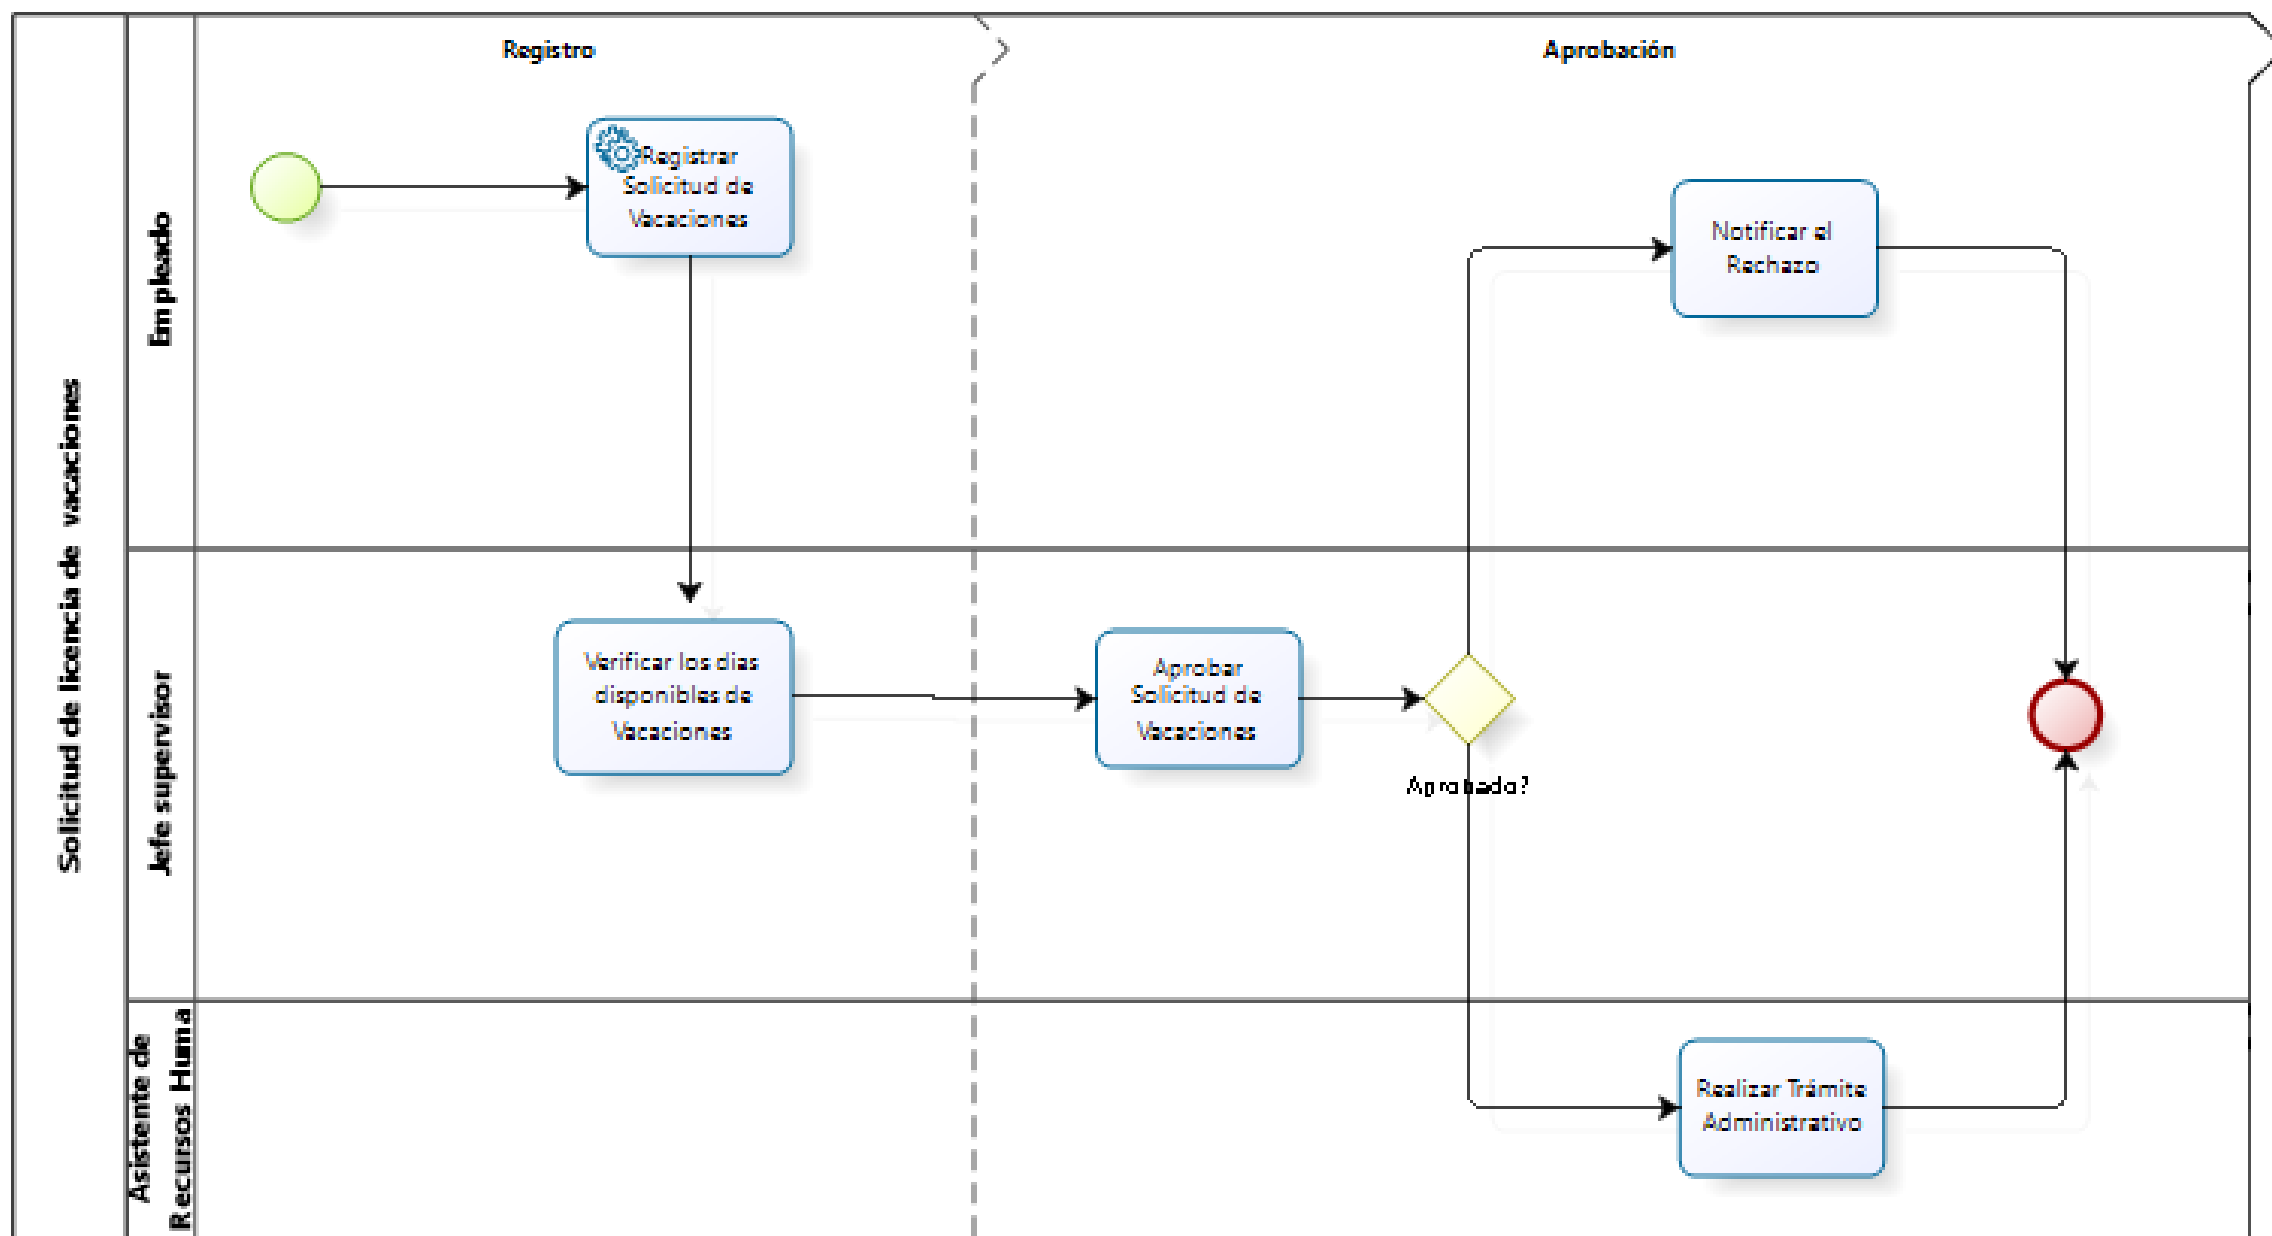 Solicitud de licencia de vacaciones
Registro
Aprobación
Empleado
Registrar
Solicitud de
Vacaciones
Notificar el
Rechazo
Jefe supervisor
Verificar los dias
disponibles de
Vacaciones
Aprobar
Solicitud de
Vacaciones
Aprobado?
Asistente de
Recursos Huma
Realizar Trámite
Administrativo